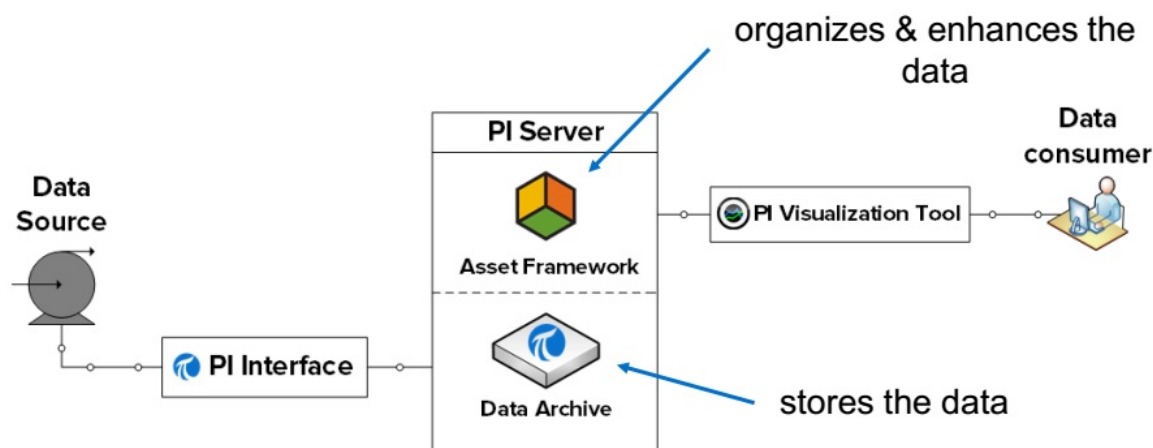 organizes & enhances the
data
PI Server
Data
consumer
Data
Source
PI Visualization Tool
Asset Framework
PI Interface
Data Archive
stores the data